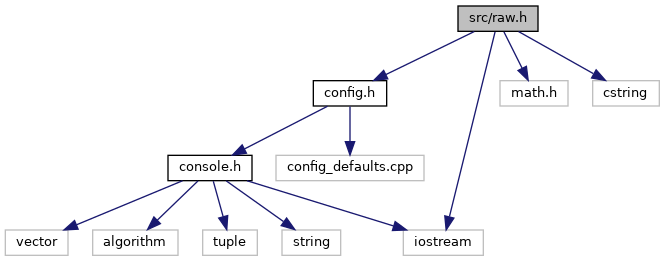 src/raw.h
config.h
math.h
cstring
console.h
config_defaults.cpp
vector
algorithm
tuple
string
iostream